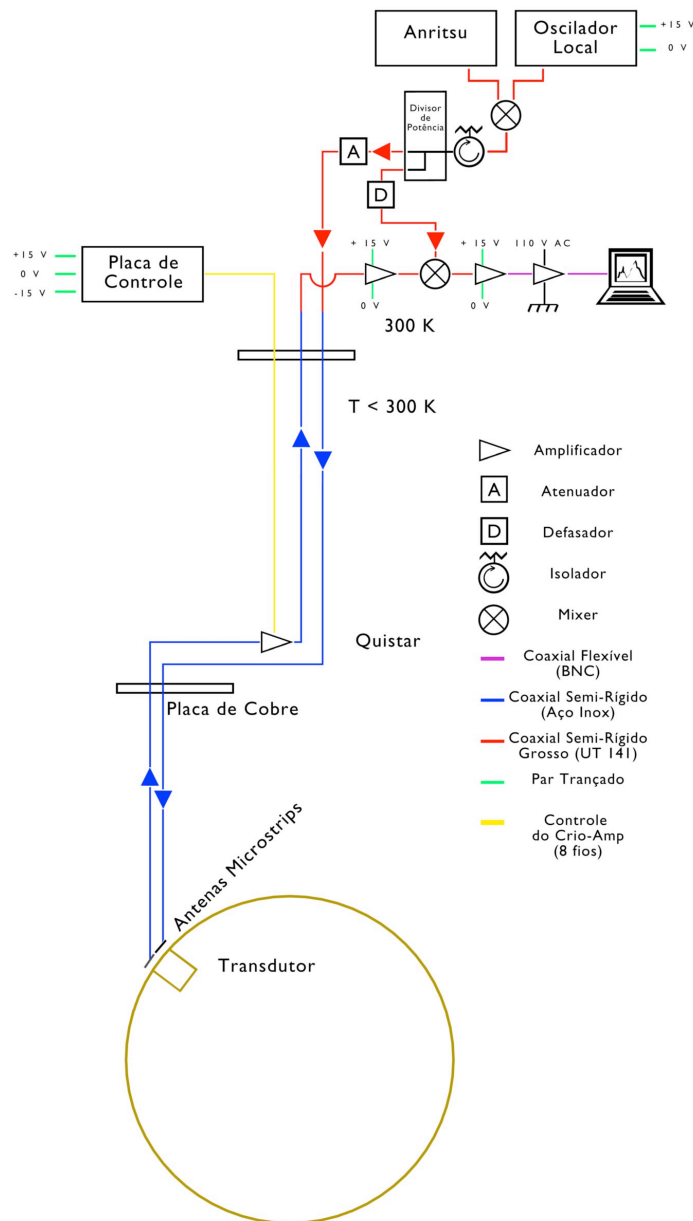 Anritsu
Oscilador
Local
+15 V
0 V
Divisor
de
Potência
A
D
+ 15 V
+ 15 V
110 V AC
0 V
0 V
+15 V
0 V
-15 V
Placa de
Controle
300 K
T < 300 K
Amplificador
A
Atenuador
D
Defasador
Isolador
Mixer
Quistar
Placa de Cobre
Coaxial Flexível
(BNC)
Coaxial Semi-Rígido
(Aço Inox)
Coaxial Semi-Rígido
Grosso (UT 141)
Par Trançado
Controle
do Crio-Amp
(8 fios)
Antenas Microstrips
Transdutor